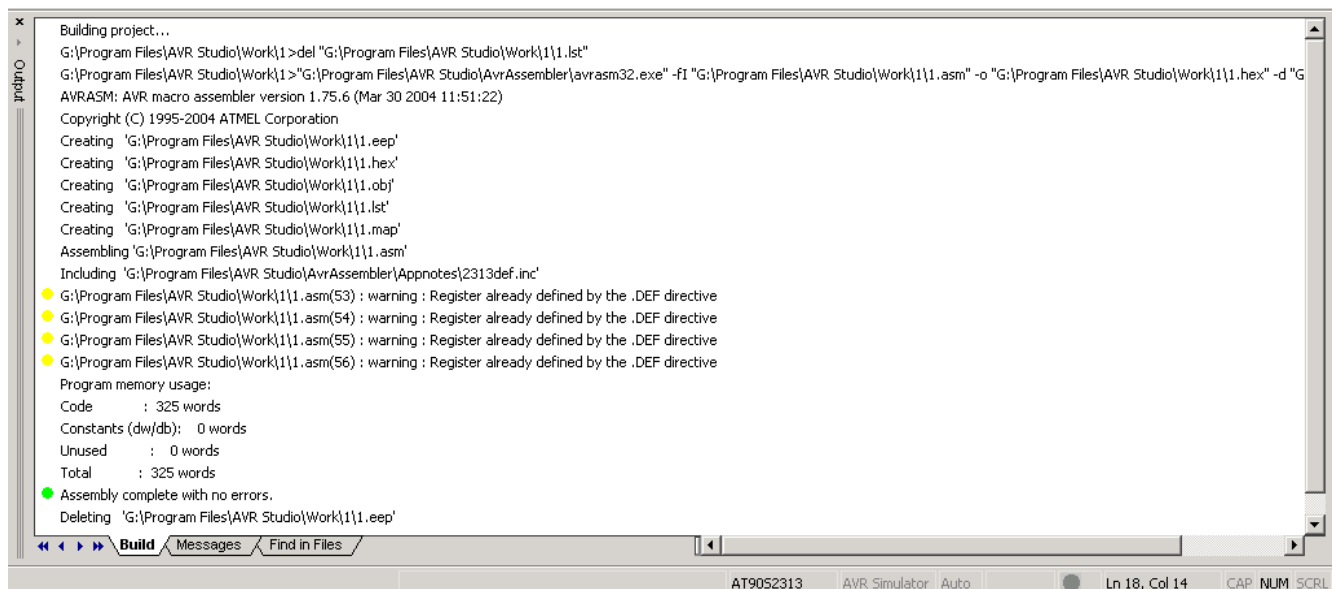 Output
Building project...
G:\Program Files\AVR Studio\Work\1>del "G:\Program Files\AVR Studio\Work\1\1.lst"
G:\Program Files\AVR Studio\Work\1>"G:\Program Files\AVR Studio\AvrAssembler\avrasm32.exe" -fI "G:\Program Files\AVR Studio\Work\1\1.asm" -o "G:\Program Files\AVR Studio\Work\1\1.hex" -d "G
AVRASM: AVR macro assembler version 1.75.6 (Mar 30 2004 11:51:22)
Copyright (C) 1995-2004 ATMEL Corporation
Creating 'G:\Program Files\AVR Studio\Work\1\1.eep'
Creating 'G:\Program Files\AVR Studio\Work\1\1.hex'
Creating 'G:\Program Files\AVR Studio\Work\1\1.obj'
Creating 'G:\Program Files\AVR Studio\Work\1\1.lst'
Creating 'G:\Program Files\AVR Studio\Work\1\1.map'
Assembling 'G:\Program Files\AVR Studio\Work\1\1.asm'
Including 'G:\Program Files\AVR Studio\AvrAssembler\Appnotes\2313def.inc'
G:\Program Files\AVR Studio\Work\1\1.asm(53) : warning : Register already defined by the .DEF directive
G:\Program Files\AVR Studio\Work\1\1.asm(54) : warning : Register already defined by the .DEF directive
G:\Program Files\AVR Studio\Work\1\1.asm(55) : warning : Register already defined by the .DEF directive
G:\Program Files\AVR Studio\Work\1\1.asm(56) : warning : Register already defined by the .DEF directive
Program memory usage:
Code : 325 words
Constants (dw/db): 0 words
Unused : 0 words
Total : 325 words
Assembly complete with no errors.
Deleting 'G:\Program Files\AVR Studio\Work\1\1.eep'
Build Messages Find in Files
AT90S2313 AVR Simulator Auto Ln 18, Col 14 CAP NUM SCRL